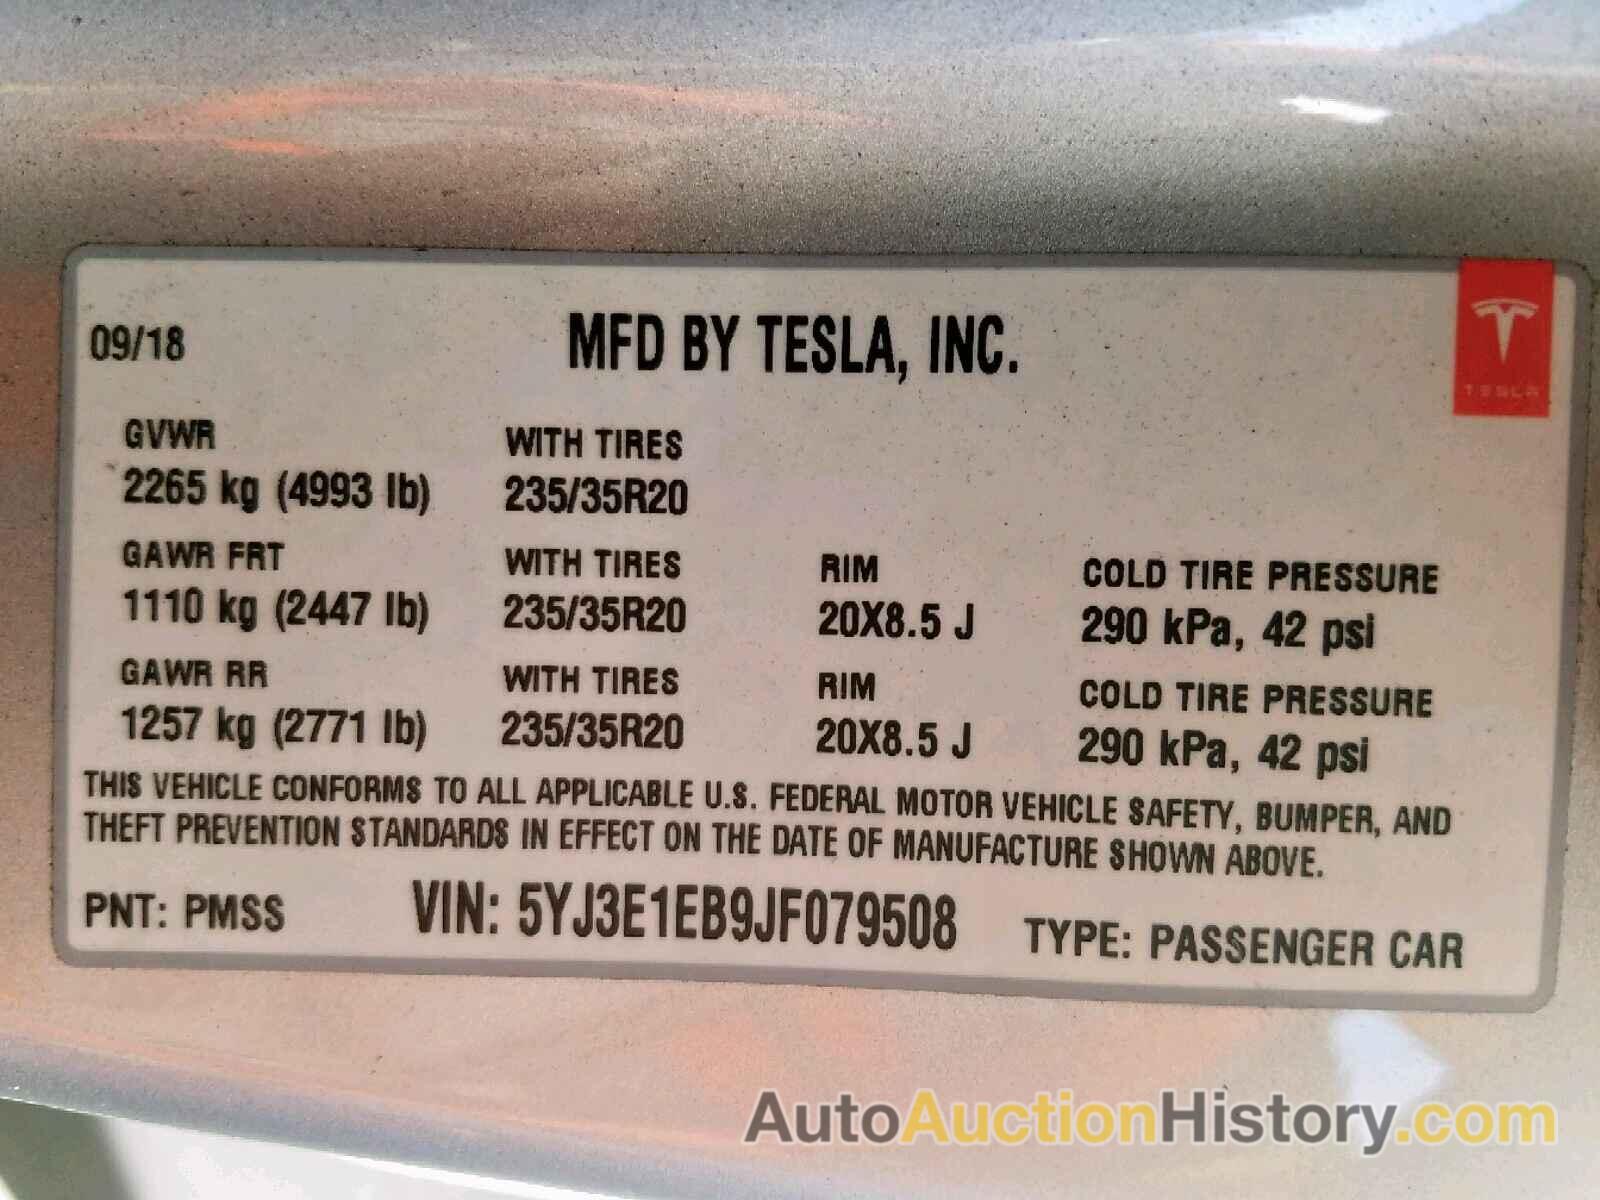 09/18 MFD BY TESLA, INC.
TESLA
GVWR WITH TIRES
2265 kg (4993 lb) 235/35R20
GAWR FRT WITH TIRES RIM COLD TIRE PRESSURE
1110 kg (2447 lb) 235/35R20 20X8.5 J 290 kPa, 42 psi
GAWR RR WITH TIRES RIM COLD TIRE PRESSURE
1257 kg (2771 lb) 235/35R20 20X8.5 J 290 kPa, 42 psi
THIS VEHICLE CONFORMS TO ALL APPLICABLE U.S. FEDERAL MOTOR VEHICLE SAFETY, BUMPER, AND
THEFT PREVENTION STANDARDS IN EFFECT ON THE DATE OF MANUFACTURE SHOWN ABOVE.
PNT: PMSS VIN: 5YJ3E1EB9JF079508 TYPE: PASSENGER CAR
AutoAuctionHistory.com